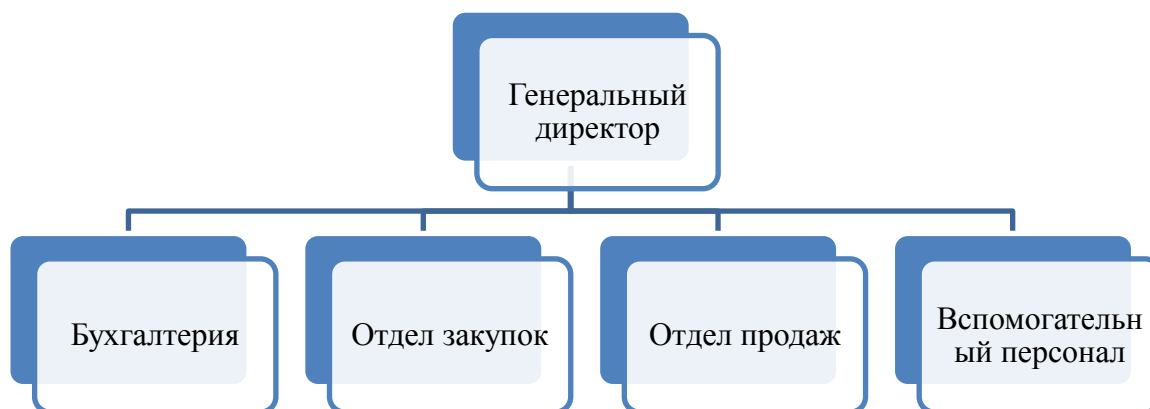 Генеральный
директор
Бухгалтерия
Отдел закупок
Отдел продаж
Вспомогательн
ый персонал